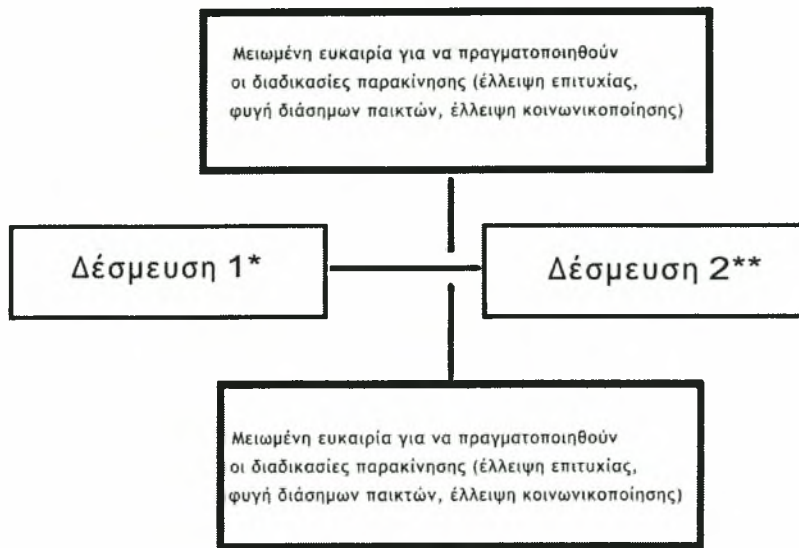 Μειωμένη ευκαιρία για να πραγματοποιηθούν
οι διαδικασίες παρακίνησης (έλλειψη επιτυχίας,
φυγή διάσημων παικτών, έλλειψη κοινωνικοποίησης)
Δέσμευση 1*
Δέσμευση 2**
Μειωμένη ευκαιρία για να πραγματοποιηθούν
οι διαδικασίες παρακίνησης (έλλειψη επιτυχίας,
φυγή διάσημων παικτών, έλλειψη κοινωνικοποίησης)